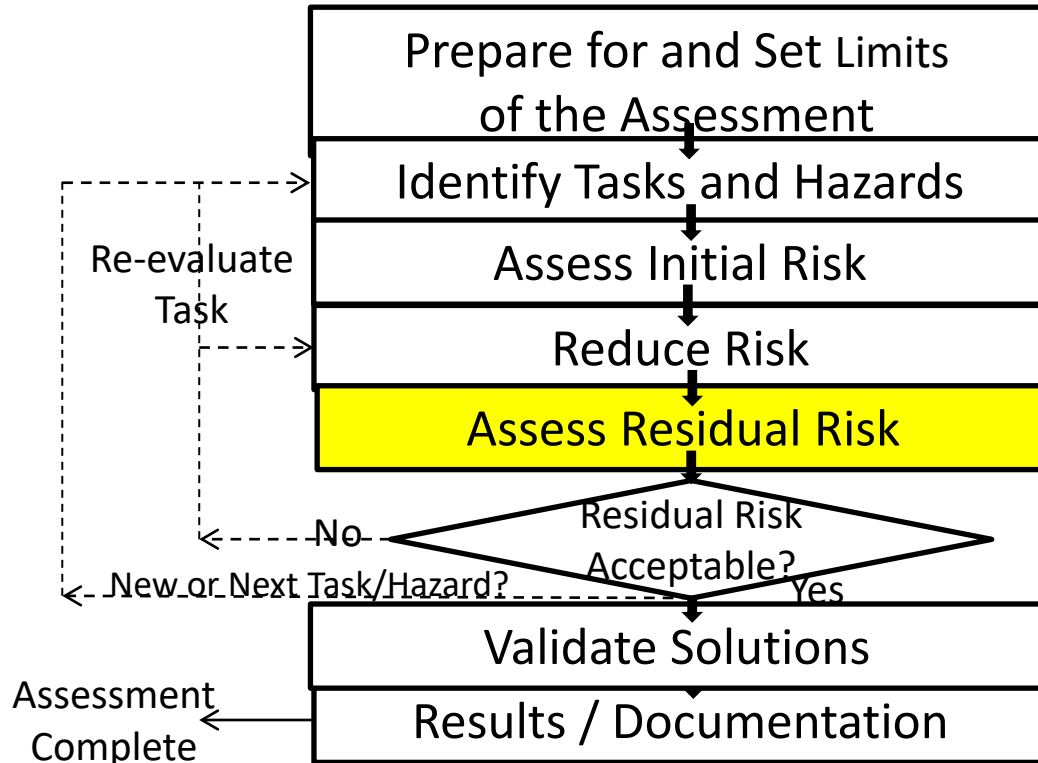 Prepare for and Set Limits
of the Assessment
Identify Tasks and Hazards
Re-evaluate
Task
Assess Initial Risk
Reduce Risk
Assess Residual Risk
Residual Risk
Acceptable?
No
New or Next Task/Hazard?
Yes
Validate Solutions
Assessment
Complete
Results / Documentation